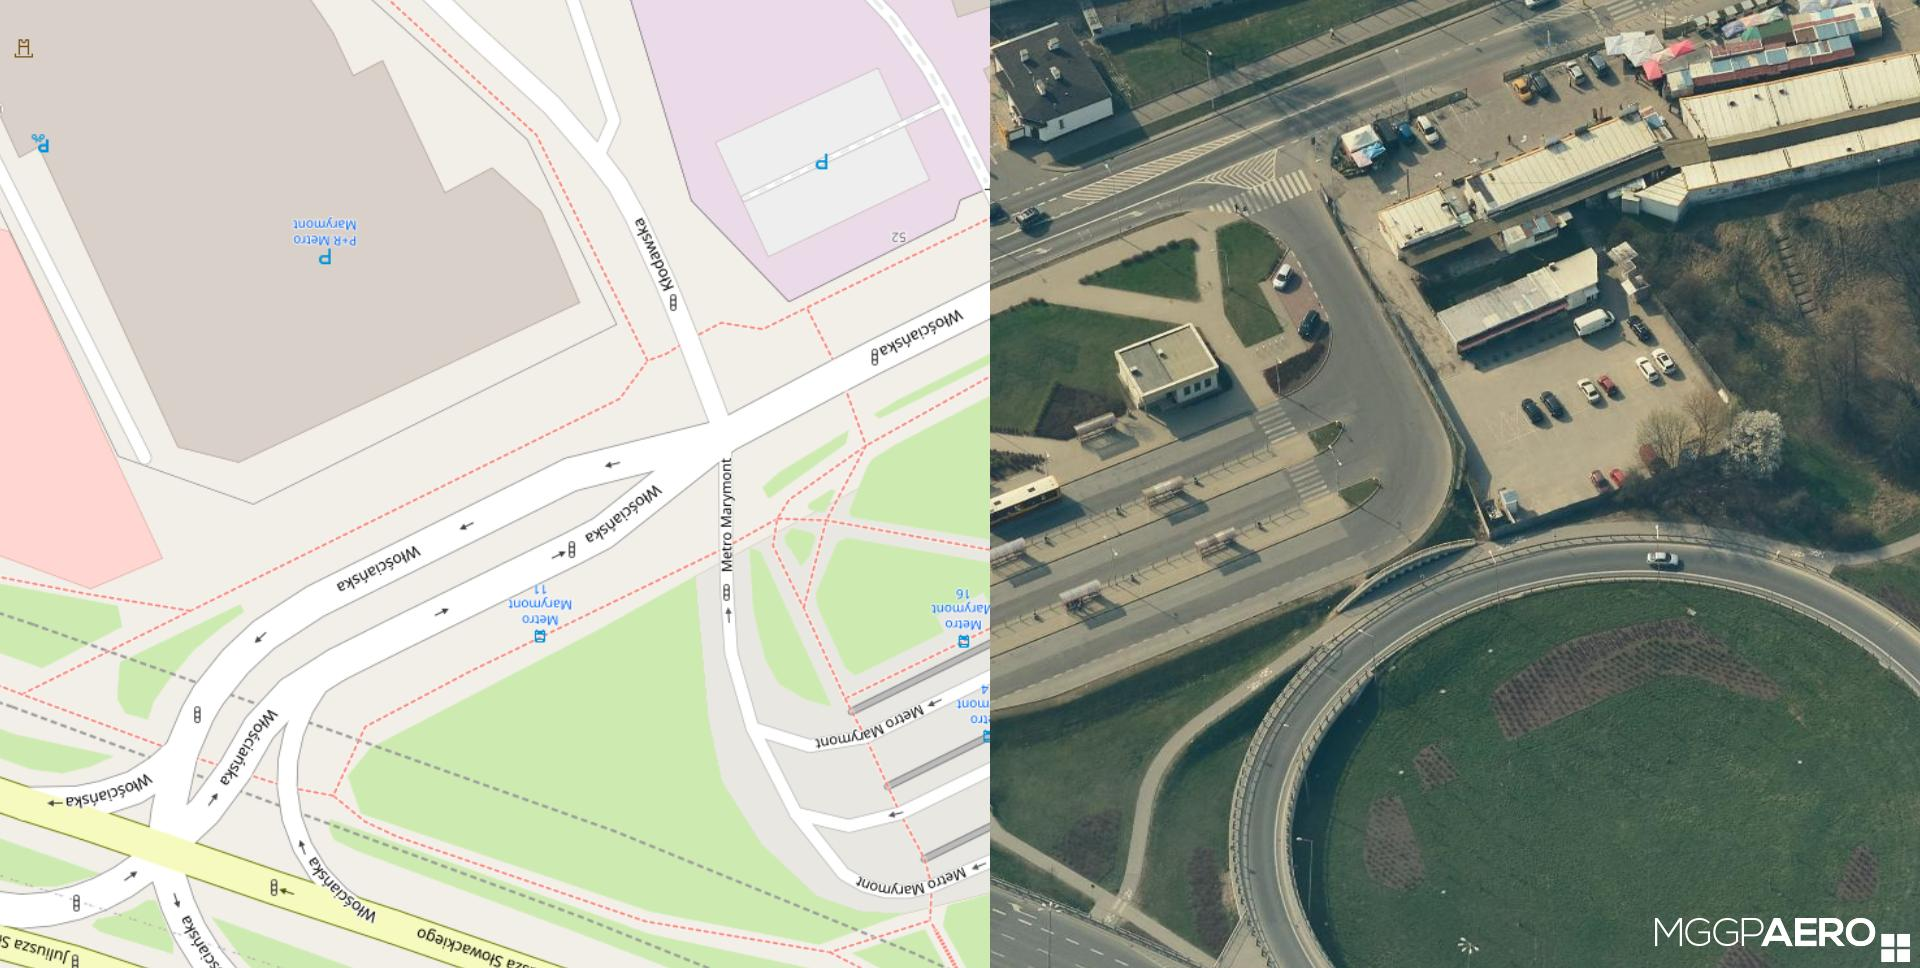 P
P
P+R Metro
Marymont
P
52
Kłodawska
Włościańska
Włościańska
Włościańska
Metro Marymont
Metro
Marymont
11
Metro
Marymont
16
Włościańska
Włościańska
Metro Marymont
Metro Marymont
Włościańska
Włościańska
Słowackiego
Juliusza
MGGPAERO